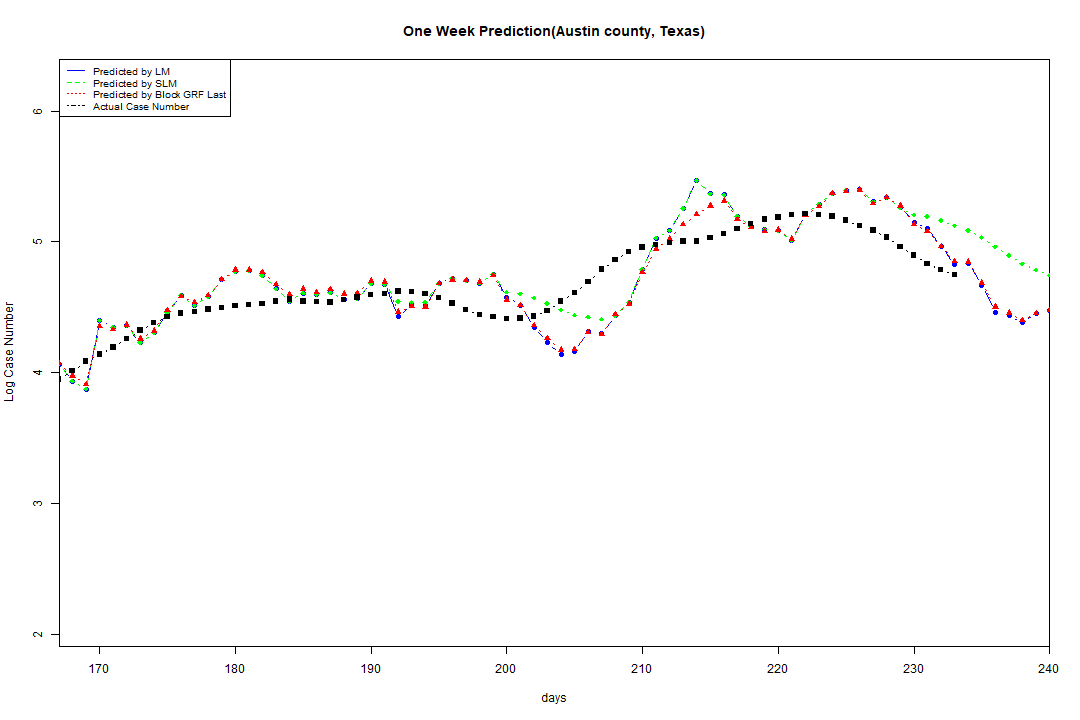 One Week Prediction(Austin county, Texas)
Predicted by LM
Predicted by SLM
Predicted by Block GRF Last
Actual Case Number
6
5
4
3
2
Log Case Number
170 180 190 200 210 220 230 240
days